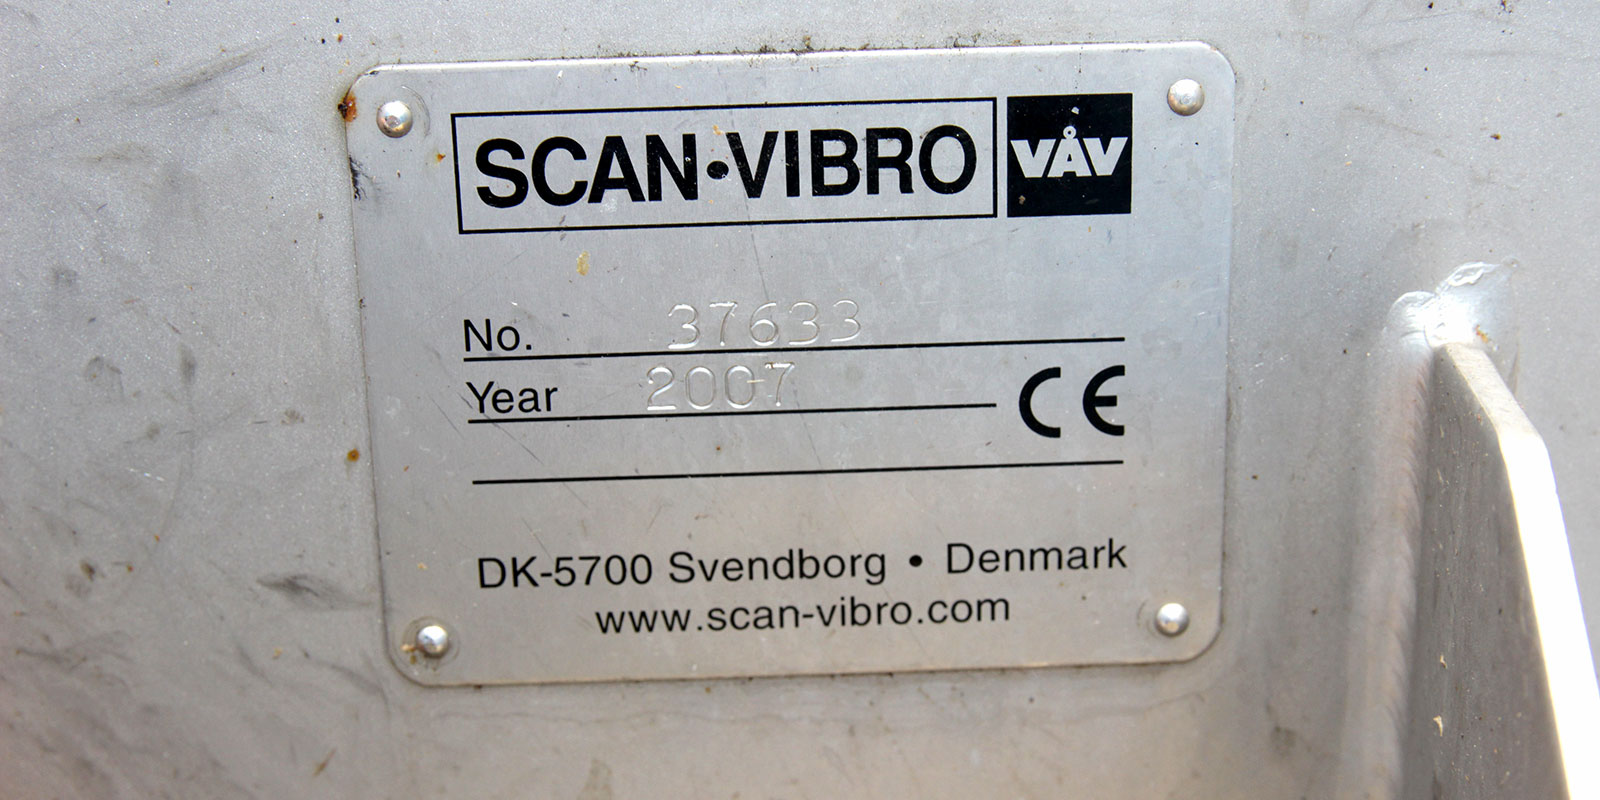 SCAN·VIBRO VÅV
No. 37633
Year 2007 CE
DK-5700 Svendborg • Denmark
www.scan-vibro.com